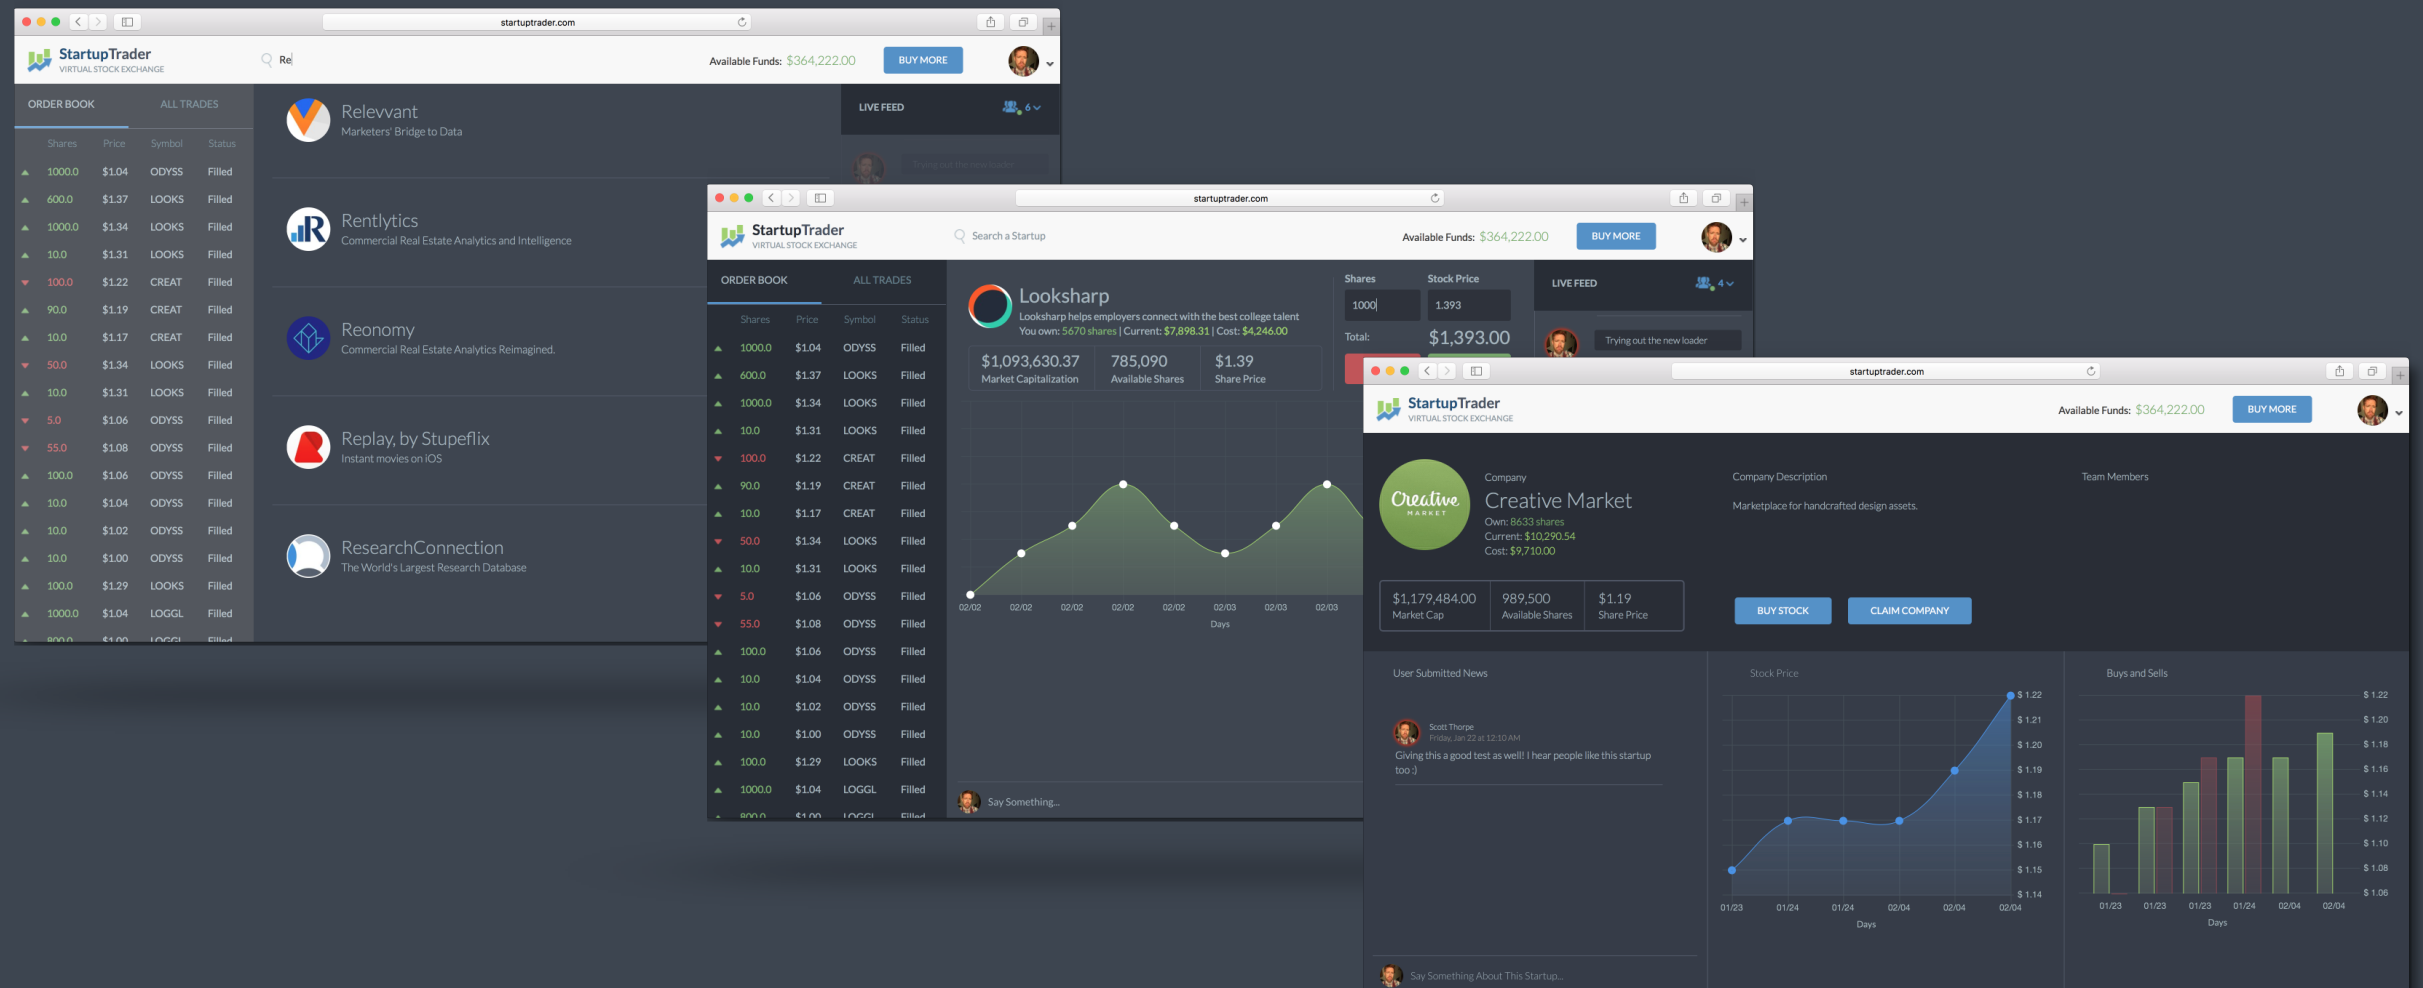 startuptrader.com
StartupTrader
VIRTUAL STOCK EXCHANGE
Re
Available Funds: $364,222.00
BUY MORE
ORDER BOOK ALL TRADES
Shares Price Symbol Status
1000.0 $1.04 ODYSS Filled
600.0 $1.37 LOOKS Filled
1000.0 $1.34 LOOKS Filled
10.0 $1.31 LOOKS Filled
100.0 $1.22 CREAT Filled
90.0 $1.19 CREAT Filled
10.0 $1.17 CREAT Filled
50.0 $1.34 LOOKS Filled
10.0 $1.31 LOOKS Filled
5.0 $1.06 ODYSS Filled
55.0 $1.08 ODYSS Filled
100.0 $1.06 ODYSS Filled
10.0 $1.04 ODYSS Filled
10.0 $1.02 ODYSS Filled
10.0 $1.00 ODYSS Filled
100.0 $1.29 LOOKS Filled
1000.0 $1.04 LOGGL Filled
800.0 $1.00 LOGGL Filled
Relevvant
Marketers' Bridge to Data
Rentlytics
Commercial Real Estate Analytics and Intelligence
Reonomy
Commercial Real Estate Analytics Reimagined.
Replay, by Stupeflix
Instant movies on iOS
ResearchConnection
The World's Largest Research Database
LIVE FEED 6
Trying out the new loader
startuptrader.com
StartupTrader
VIRTUAL STOCK EXCHANGE
Search a Startup
Available Funds: $364,222.00
BUY MORE
ORDER BOOK ALL TRADES
Shares Price Symbol Status
1000.0 $1.04 ODYSS Filled
600.0 $1.37 LOOKS Filled
1000.0 $1.34 LOOKS Filled
10.0 $1.31 LOOKS Filled
100.0 $1.22 CREAT Filled
90.0 $1.19 CREAT Filled
10.0 $1.17 CREAT Filled
50.0 $1.34 LOOKS Filled
10.0 $1.31 LOOKS Filled
5.0 $1.06 ODYSS Filled
55.0 $1.08 ODYSS Filled
100.0 $1.06 ODYSS Filled
10.0 $1.04 ODYSS Filled
10.0 $1.02 ODYSS Filled
10.0 $1.00 ODYSS Filled
100.0 $1.29 LOOKS Filled
1000.0 $1.04 LOGGL Filled
800.0 $1.00 LOGGL Filled
Looksharp
Looksharp helps employers connect with the best college talent
You own: 5670 shares | Current: $7,898.31 | Cost: $4,246.00
$1,093,630.37 785,090 $1.39
Market Capitalization Available Shares Share Price
Shares Stock Price
1000 1.393
Total: $1,393.00
02/02 02/02 02/02 02/02 02/02 02/03 02/03 02/03
Days
Say Something...
LIVE FEED 4
Trying out the new loader
startuptrader.com
StartupTrader
VIRTUAL STOCK EXCHANGE
Available Funds: $364,222.00
BUY MORE
Creative
MARKET
Company
Creative Market
Own: 8633 shares
Current: $10,290.54
Cost: $9,710.00
$1,179,484.00 989,500 $1.19
Market Cap Available Shares Share Price
Company Description
Marketplace for handcrafted design assets.
BUY STOCK CLAIM COMPANY
Team Members
User Submitted News
Scott Thorpe
Friday, Jan 22 at 12:10 AM
Giving this a good test as well! I hear people like this startup
too :)
Say Something About This Startup...
Stock Price
$ 1.22
$ 1.21
$ 1.20
$ 1.19
$ 1.18
$ 1.17
$ 1.16
$ 1.15
$ 1.14
01/23 01/24 01/24 02/04 02/04 02/04
Days
Buys and Sells
$ 1.22
$ 1.20
$ 1.18
$ 1.16
$ 1.14
$ 1.12
$ 1.10
$ 1.08
$ 1.06
01/23 01/23 01/23 01/24 02/04 02/04
Days